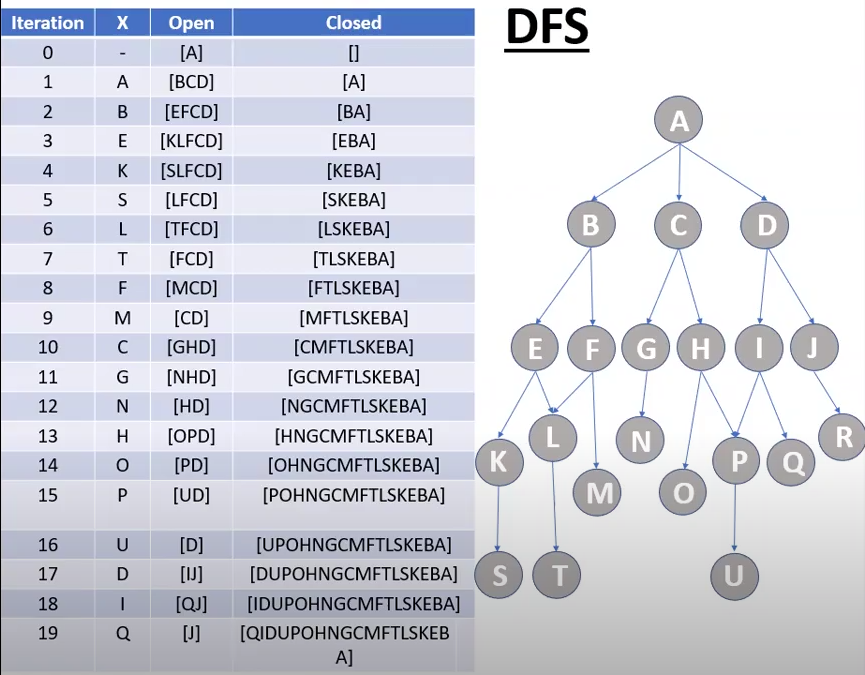 DFS
Iteration X Open Closed
0 - [A] []
1 A [BCD] [A]
2 B [EFCD] [BA]
3 E [KLFCD] [EBA]
4 K [SLFCD] [KEBA]
5 S [LFCD] [SKEBA]
6 L [TFCD] [LSKEBA]
7 T [FCD] [TLSKEBA]
8 F [MCD] [FTLSKEBA]
9 M [CD] [MFTLSKEBA]
10 C [GHD] [CMFTLSKEBA]
11 G [NHD] [GCMFTLSKEBA]
12 N [HD] [NGCMFTLSKEBA]
13 H [OPD] [HNGCMFTLSKEBA]
14 O [PD] [OHNGCMFTLSKEBA]
15 P [UD] [POHNGCMFTLSKEBA]
16 U [D] [UPOHNGCMFTLSKEBA]
17 D [IJ] [DUPOHNGCMFTLSKEBA]
18 I [QJ] [IDUPOHNGCMFTLSKEBA]
19 Q [J] [QIDUPOHNGCMFTLSKEB
A]
A
B C D
E F G H I J
K L N P Q R
M O
S T U